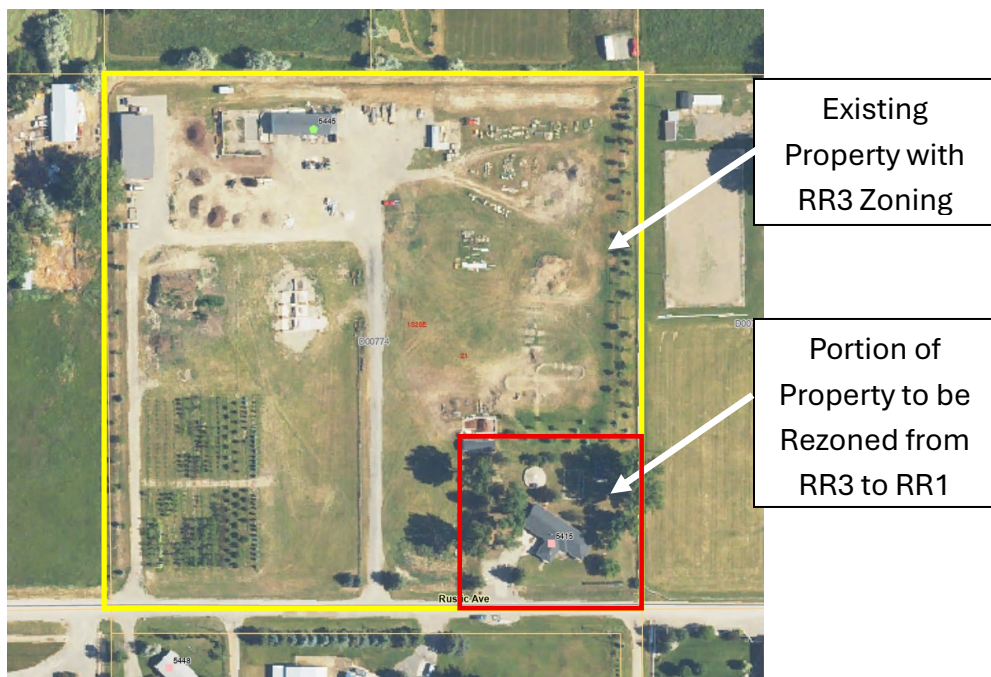 5445
Existing
Property with
RR3 Zoning
D00774
Portion of
Property to be
Rezoned from
RR3 to RR1
5415
Rustic Ave
5448